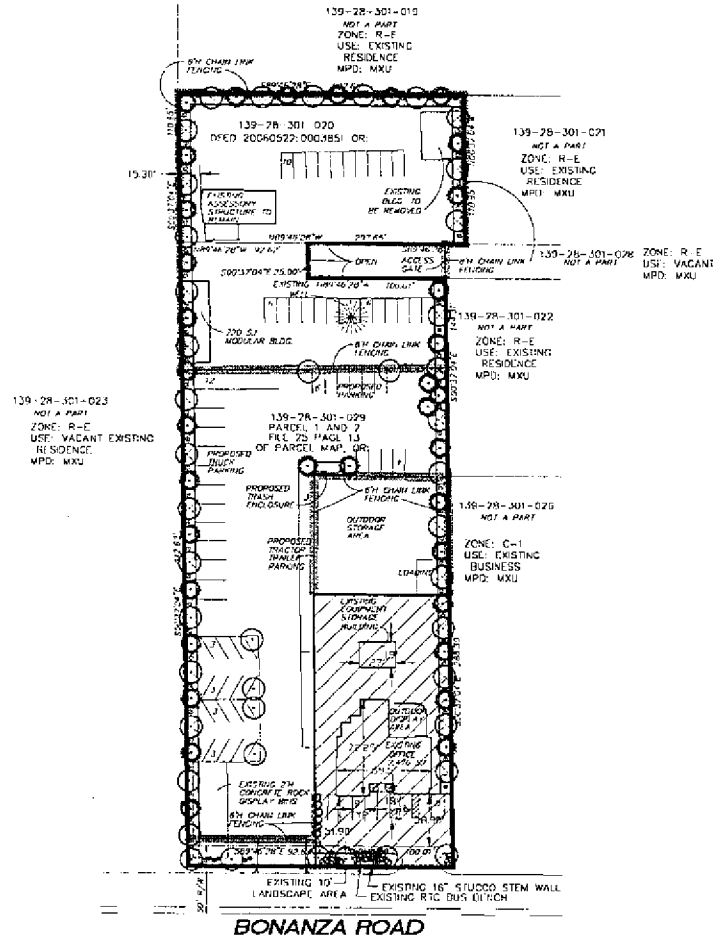 139-28-301-019
NOT A PART
ZONE: R-E
USE: EXISTING
RESIDENCE
MPD: MXU
6'H CHAIN LINK
FENCING
139-28-301-020
DEED 20060522:0003851 OR:
139-28-301-021
NOT A PART
ZONE: R-E
USE: EXISTING
RESIDENCE
MPD: MXU
15.30'
10
EXISTING
ASSESSORY
STRUCTURE TO
REMAIN
EXISTING
BLDG TO
BE REMOVED
OPEN
ACCESS
GATE
6'H CHAIN LINK
FENCING
139-28-301-028
NOT A PART
ZONE: R-E
USE: VACANT
MPD: MXU
EXISTING
WELL
720 S.F.
MODULAR BLDG.
6'H CHAIN LINK
FENCING
139-28-301-022
NOT A PART
ZONE: R-E
USE: EXISTING
RESIDENCE
MPD: MXU
12
PROPOSED
PARKING
139-28-301-023
NOT A PART
ZONE: R-E
USE: VACANT EXISTING
RESIDENCE
MPD: MXU
139-28-301-029
PARCEL 1 AND 2
FILE 25 PAGE 13
OF PARCEL MAP, OR:
PROPOSED
TRUCK
PARKING
PROPOSED
TRASH
ENCLOSURE
6'H CHAIN LINK
FENCING
OUTDOOR
STORAGE
AREA
PROPOSED
TRACTOR
TRAILER
PARKING
NOT A PART
ZONE: C-1
USE: EXISTING
BUSINESS
MPD: MXU
LOADING
EXISTING
EQUIPMENT
STORAGE
BUILDING
OUTDOOR
DISPLAY
AREA
EXISTING
OFFICE
3
3
3
EXISTING 2'H
CONCRETE ROCK
DISPLAY BINS
6'H CHAIN LINK
FENCING
EXISTING 10'
LANDSCAPE AREA
EXISTING 16" STUCCO STEM WALL
EXISTING RTC BUS BENCH
50' R/W
BONANZA ROAD